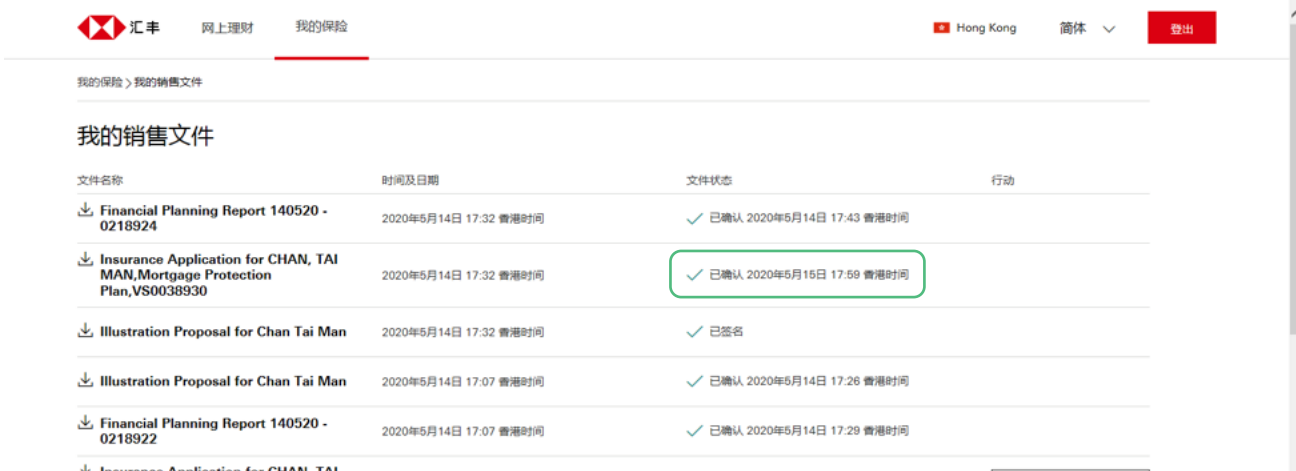 汇丰 网上理财 我的保险 Hong Kong 简体 登出
我的保险 > 我的销售文件
我的销售文件
文件名称 时间及日期 文件状态 行动
Financial Planning Report 140520 -
0218924
2020年5月14日 17:32 香港时间
已确认 2020年5月14日 17:43 香港时间
Insurance Application for CHAN, TAI
MAN,Mortgage Protection
Plan,VS0038930
2020年5月14日 17:32 香港时间
已确认 2020年5月15日 17:59 香港时间
Illustration Proposal for Chan Tai Man
2020年5月14日 17:32 香港时间
已签名
Illustration Proposal for Chan Tai Man
2020年5月14日 17:07 香港时间
已确认 2020年5月14日 17:26 香港时间
Financial Planning Report 140520 -
0218922
2020年5月14日 17:07 香港时间
已确认 2020年5月14日 17:29 香港时间
Insurance Application for CHAN, TAI